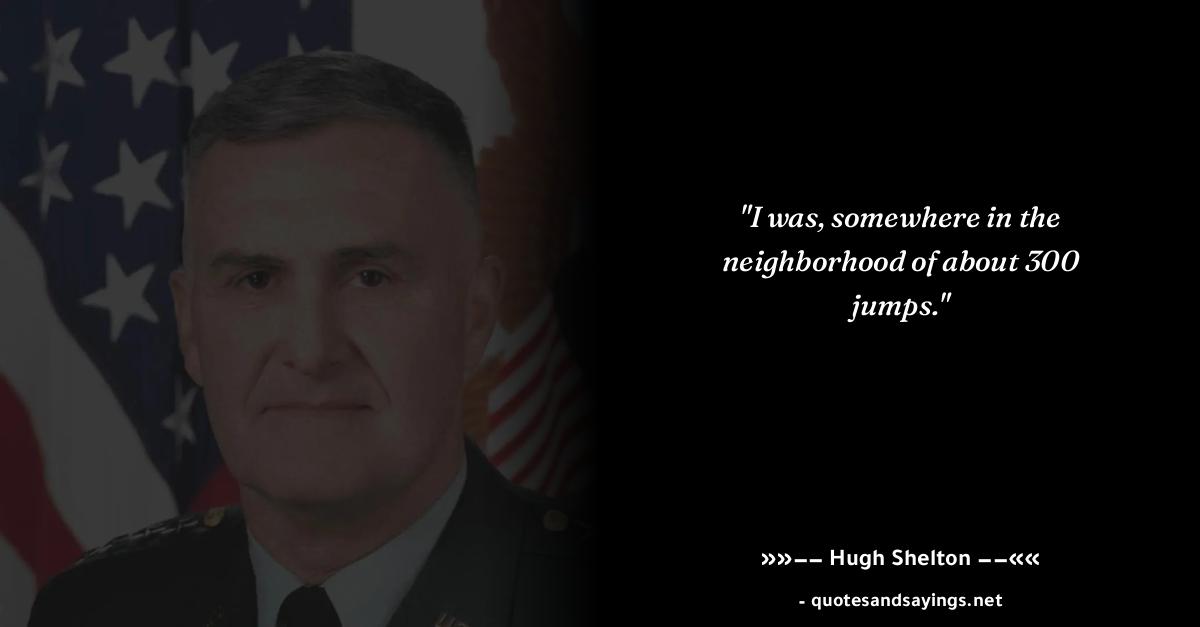 "I was, somewhere in the
neighborhood of about 300
jumps."
»»—— Hugh Shelton ——««
- quotesandsayings.net